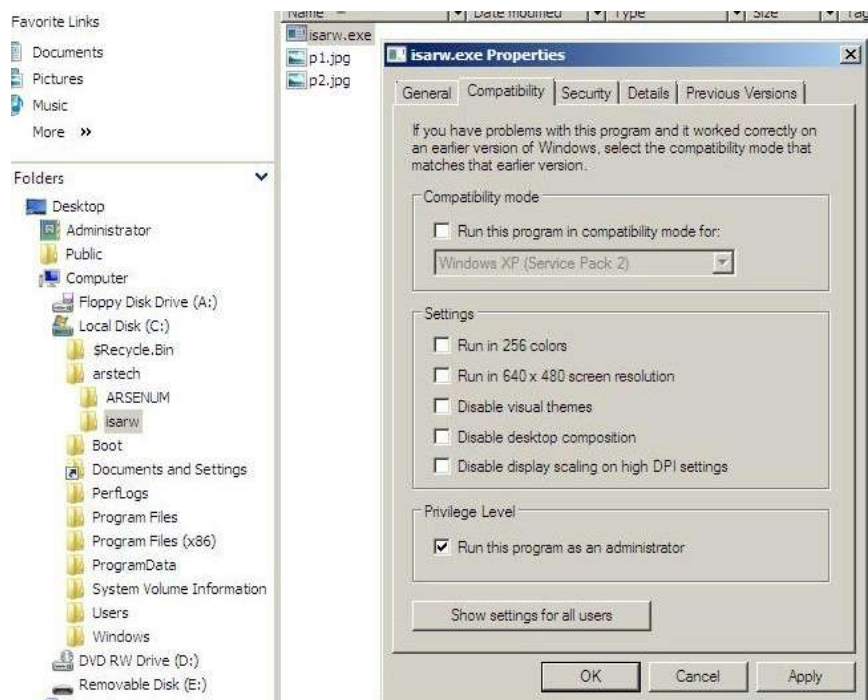 Name Date modified Type Size Tag
Favorite Links
Documents
Pictures
Music
More »
Folders
Desktop
Administrator
Public
Computer
Floppy Disk Drive (A:)
Local Disk (C:)
$Recycle.Bin
arstech
ARSENUM
isarw
Boot
Documents and Settings
PerfLogs
Program Files
Program Files (x86)
ProgramData
System Volume Information
Users
Windows
DVD RW Drive (D:)
Removable Disk (E:)
isarw.exe
p1.jpg
p2.jpg
isarw.exe Properties
General Compatibility Security Details Previous Versions
If you have problems with this program and it worked correctly on
an earlier version of Windows, select the compatibility mode that
matches that earlier version.
Compatibility mode
Run this program in compatibility mode for:
Windows XP (Service Pack 2)
Settings
Run in 256 colors
Run in 640 x 480 screen resolution
Disable visual themes
Disable desktop composition
Disable display scaling on high DPI settings
Privilege Level
Run this program as an administrator
Show settings for all users
OK Cancel Apply